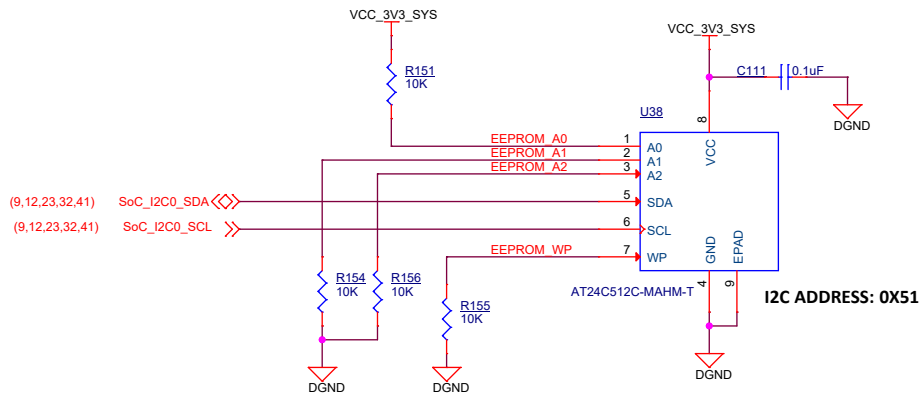 VCC_3V3_SYS
VCC_3V3_SYS
R151
10K
C111 0.1uF
DGND
U38
8
VCC
EEPROM_A0 1 A0
EEPROM_A1 2 A1
EEPROM_A2 3 A2
(9,12,23,32,41) SoC_I2C0_SDA 5 SDA
(9,12,23,32,41) SoC_I2C0_SCL 6 SCL
EEPROM_WP 7 WP
GND
EPAD
R154
10K
R156
10K
R155
10K
AT24C512C-MAHM-T
4
9
I2C ADDRESS: 0X51
DGND
DGND
DGND